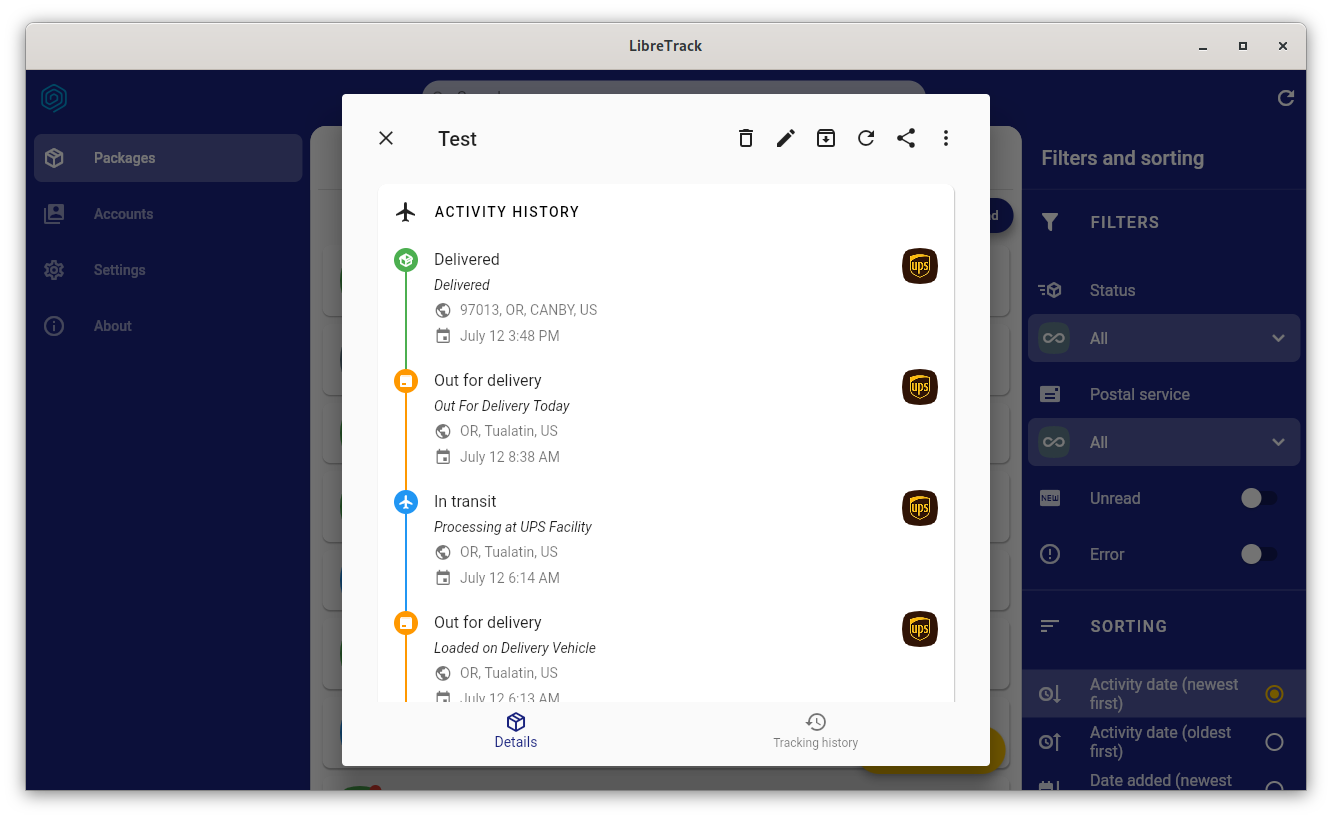 LibreTrack
Packages
Accounts
Settings
About
Test
ACTIVITY HISTORY
Delivered
Delivered
97013, OR, CANBY, US
July 12 3:48 PM
ups
Out for delivery
Out For Delivery Today
OR, Tualatin, US
July 12 8:38 AM
ups
In transit
Processing at UPS Facility
OR, Tualatin, US
July 12 6:14 AM
ups
Out for delivery
Loaded on Delivery Vehicle
OR, Tualatin, US
July 12 6:13 AM
ups
Details
Tracking history
Filters and sorting
FILTERS
Status
All
Postal service
All
NEW
Unread
Error
SORTING
Activity date (newest
first)
Activity date (oldest
first)
Date added (newest